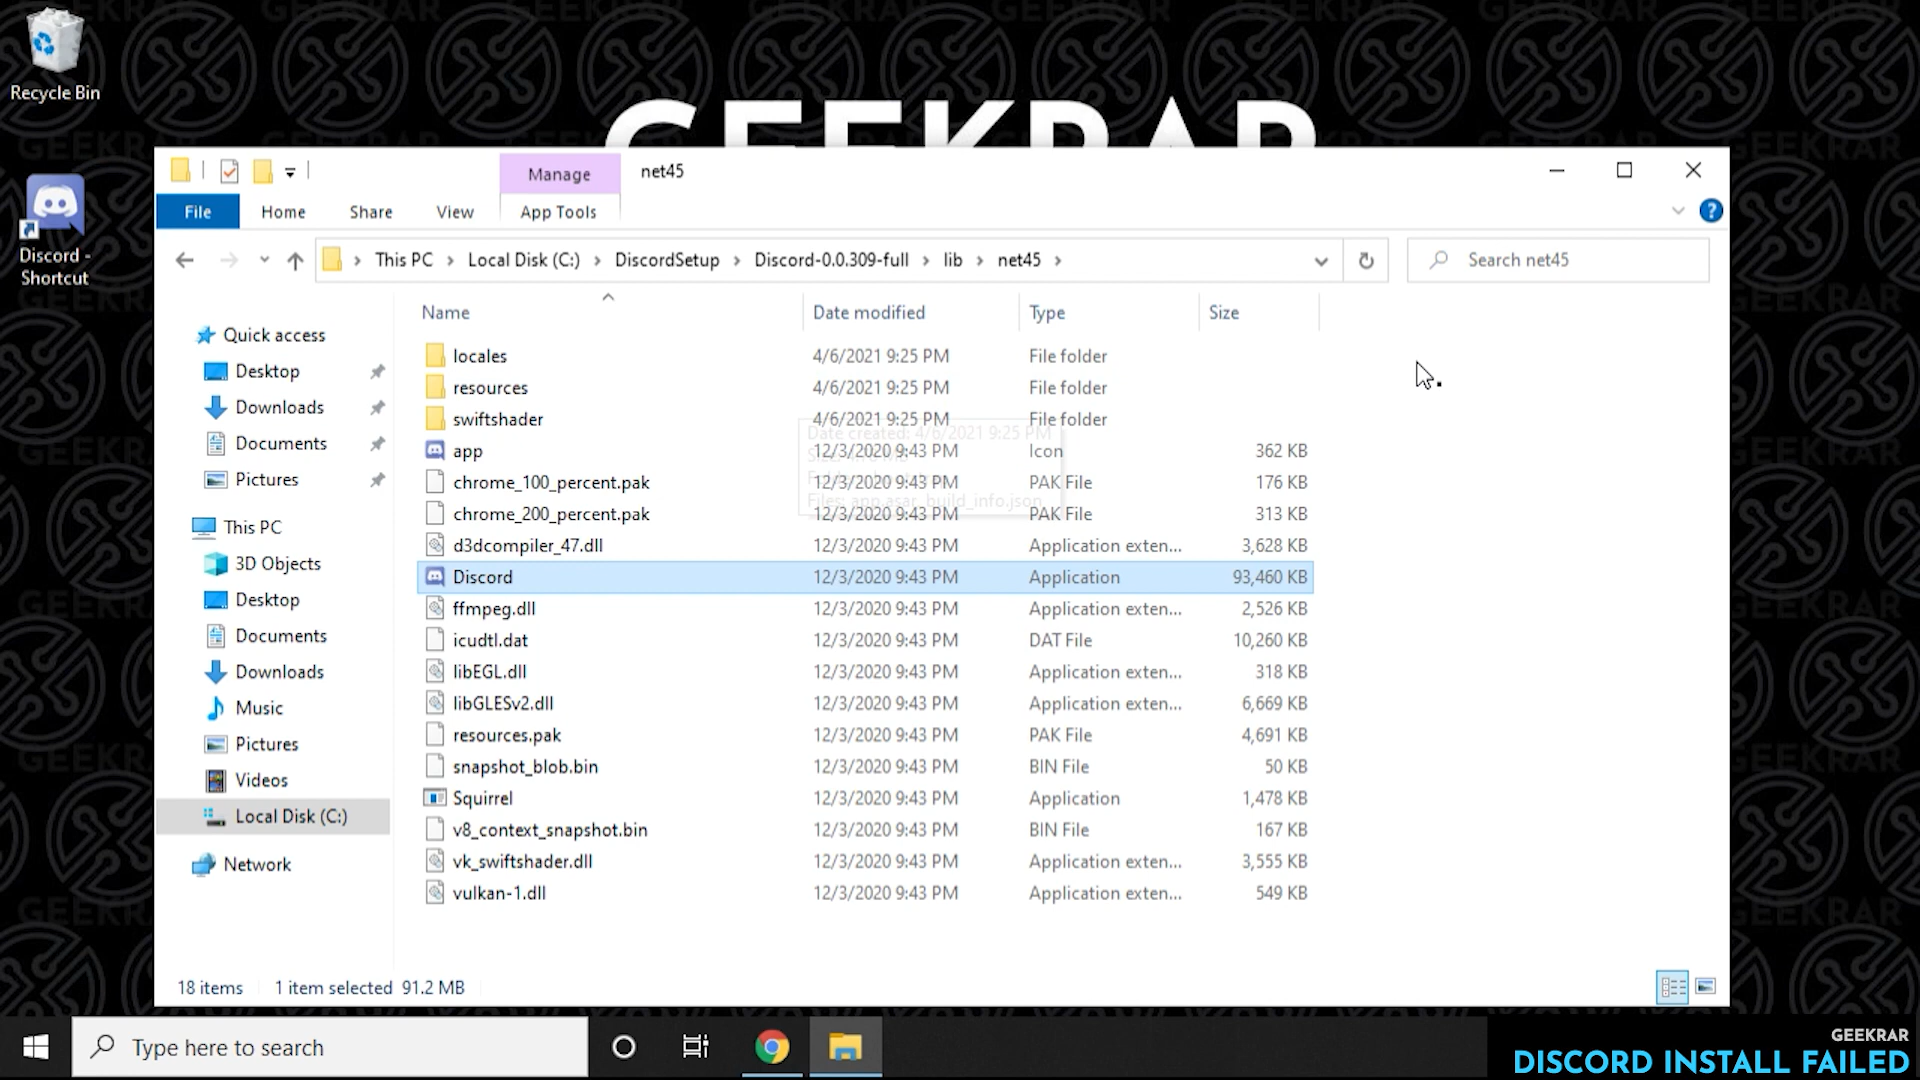 Recycle Bin
GEEKRAR
Discord -
Shortcut
Manage
net45
File
Home
Share
View
App Tools
This PC
Local Disk (C:)
DiscordSetup
Discord-0.0.309-full
lib
net45
Search net45
Name
Date modified
Type
Size
Quick access
Desktop
Downloads
Documents
Pictures
This PC
3D Objects
Desktop
Documents
Downloads
Music
Pictures
Videos
Local Disk (C:)
Network
locales 4/6/2021 9:25 PM File folder
resources 4/6/2021 9:25 PM File folder
swiftshader 4/6/2021 9:25 PM File folder
Date created: 4/6/2021 9:25 PM
app 12/3/2020 9:43 PM Icon 362 KB
chrome_100_percent.pak 12/3/2020 9:43 PM PAK File 176 KB
Files: app.asar, build_info.json
chrome_200_percent.pak 12/3/2020 9:43 PM PAK File 313 KB
d3dcompiler_47.dll 12/3/2020 9:43 PM Application exten... 3,628 KB
Discord 12/3/2020 9:43 PM Application 93,460 KB
ffmpeg.dll 12/3/2020 9:43 PM Application exten... 2,526 KB
icudtl.dat 12/3/2020 9:43 PM DAT File 10,260 KB
libEGL.dll 12/3/2020 9:43 PM Application exten... 318 KB
libGLESv2.dll 12/3/2020 9:43 PM Application exten... 6,669 KB
resources.pak 12/3/2020 9:43 PM PAK File 4,691 KB
snapshot_blob.bin 12/3/2020 9:43 PM BIN File 50 KB
Squirrel 12/3/2020 9:43 PM Application 1,478 KB
v8_context_snapshot.bin 12/3/2020 9:43 PM BIN File 167 KB
vk_swiftshader.dll 12/3/2020 9:43 PM Application exten... 3,555 KB
vulkan-1.dll 12/3/2020 9:43 PM Application exten... 549 KB
18 items 1 item selected 91.2 MB
Type here to search
GEEKRAR
DISCORD INSTALL FAILED